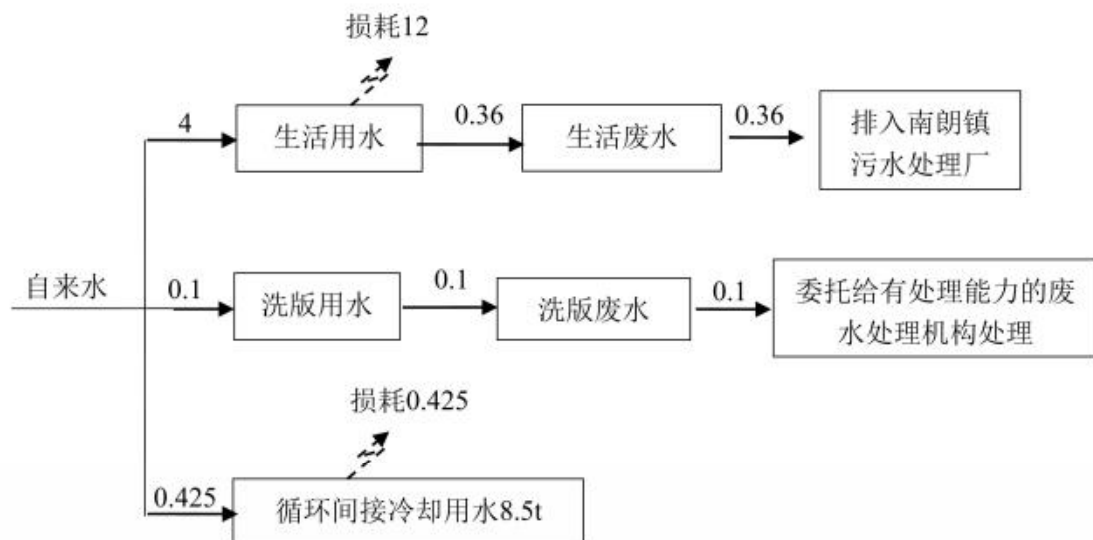 损耗12
4
生活用水
0.36
生活废水
0.36
排入南朗镇
污水处理厂
自来水
0.1
洗版用水
0.1
洗版废水
0.1
委托给有处理能力的废
水处理机构处理
损耗0.425
0.425
循环间接冷却用水8.5t